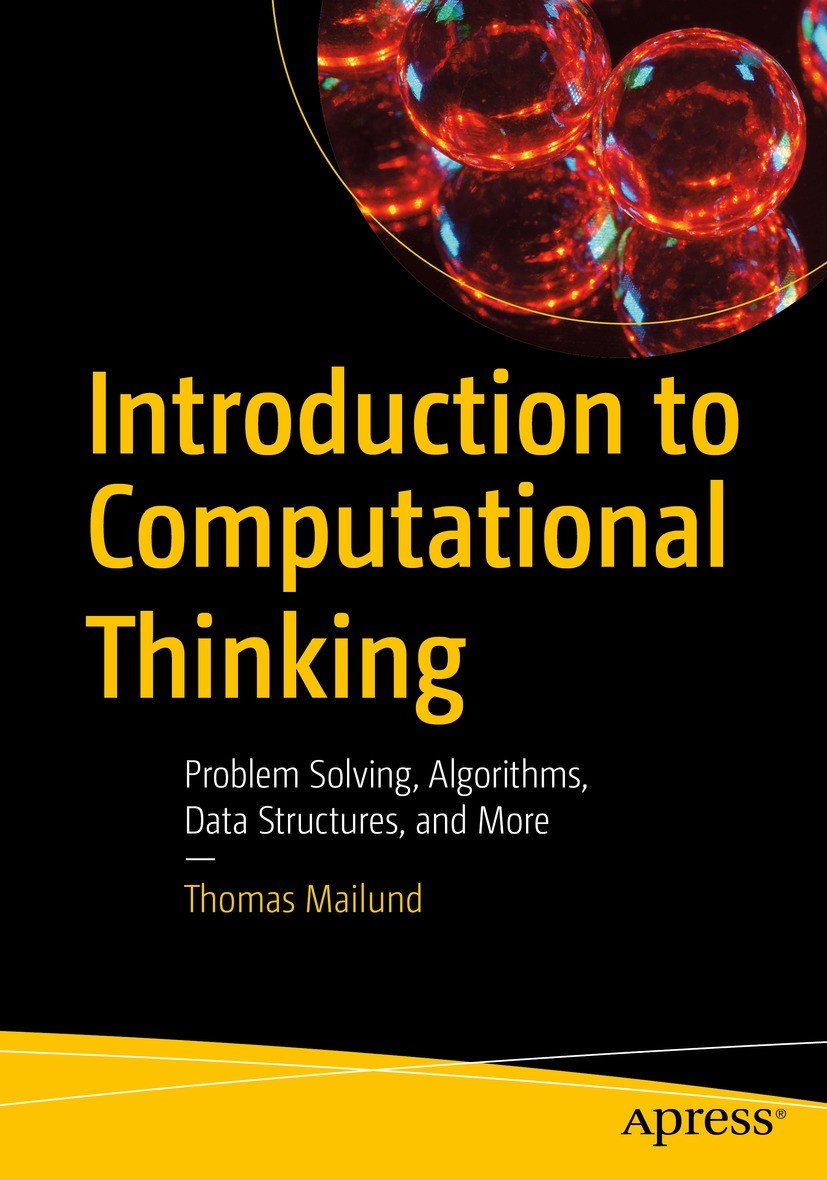 Introduction to
Computational
Thinking
Problem Solving, Algorithms,
Data Structures, and More
—
Thomas Mailund
Apress®